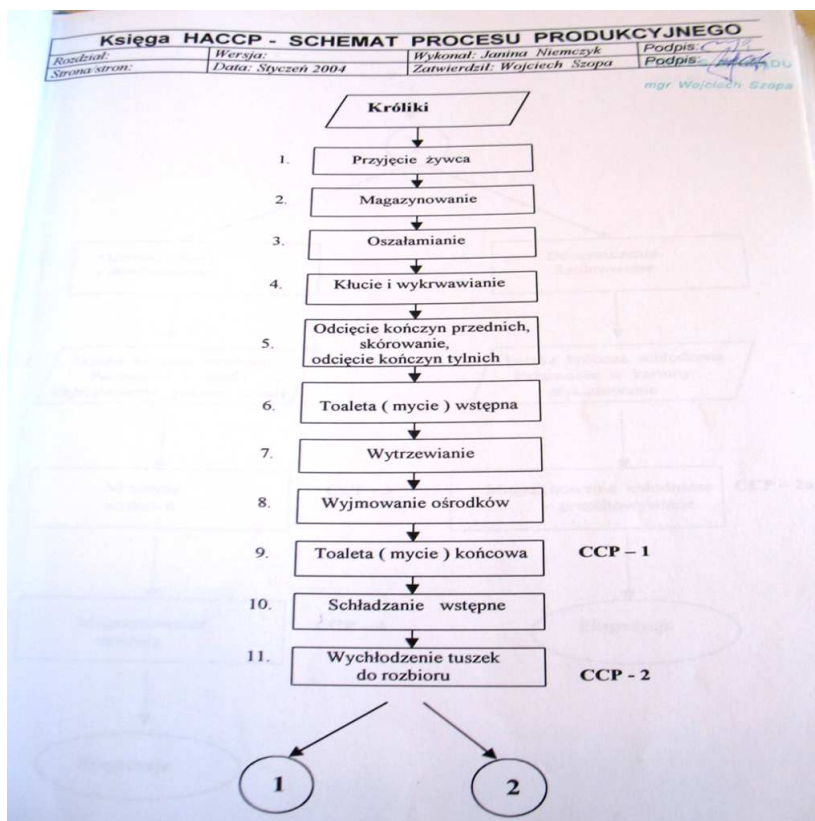 Księga HACCP - SCHEMAT PROCESU PRODUKCYJNEGO
Rozdział: Wersja: Wykonał: Janina Niemczyk Podpis:
Strona/stron: Data: Styczeń 2004 Zatwierdził: Wojciech Szopa Podpis:
mgr Wojciech Szopa
Króliki
1. Przyjęcie żywca
2. Magazynowanie
3. Oszałamianie
4. Kłucie i wykrwawianie
Odcięcie kończyn przednich,
5. skórowanie,
odcięcie kończyn tylnich
6. Toaleta ( mycie ) wstępna
7. Wytrzewianie
8. Wyjmowanie ośrodków
9. Toaleta ( mycie ) końcowa CCP – 1
10. Schładzanie wstępne
11. Wychłodzenie tuszek
do rozbioru CCP - 2
1 2